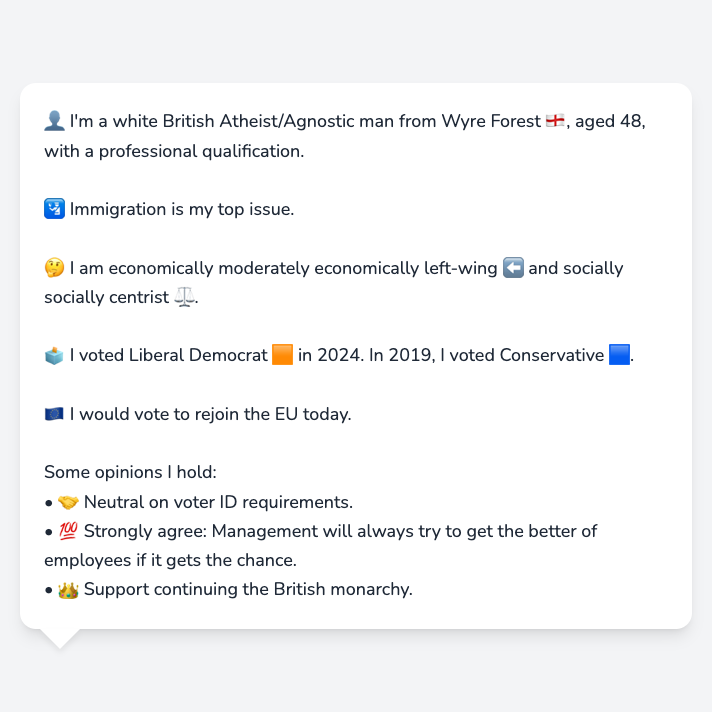 👤 I'm a white British Atheist/Agnostic man from Wyre Forest 🏴󠁧󠁢󠁥󠁮󠁧󠁿, aged 48,
with a professional qualification.
🛂 Immigration is my top issue.
🤔 I am economically moderately economically left-wing ⬅️ and socially
socially centrist ⚖️.
🗳️ I voted Liberal Democrat 🟧 in 2024. In 2019, I voted Conservative 🟦.
🇪🇺 I would vote to rejoin the EU today.
Some opinions I hold:
• 🤝 Neutral on voter ID requirements.
• 💯 Strongly agree: Management will always try to get the better of
employees if it gets the chance.
• 👑 Support continuing the British monarchy.